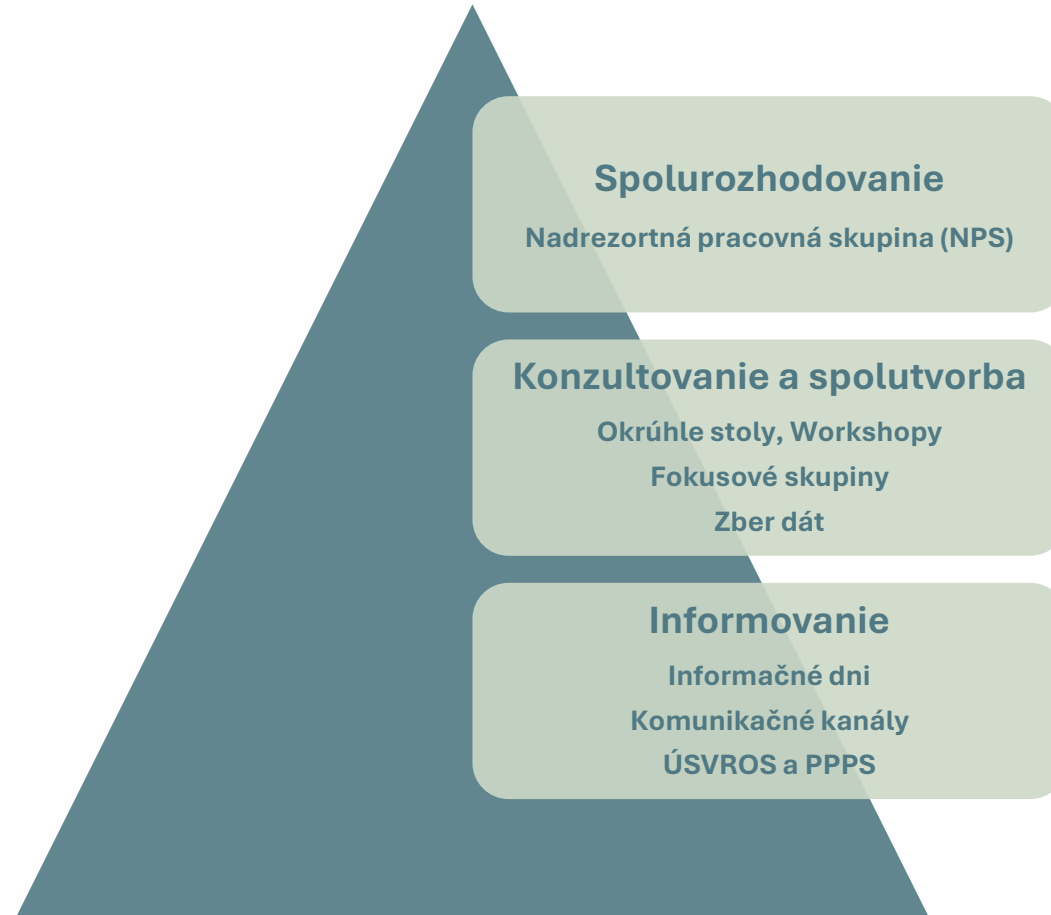 Spolurozhodovanie
Nadrezortná pracovná skupina (NPS)
Konzultovanie a spolutvorba
Okrúhle stoly, Workshopy
Fokusové skupiny
Zber dát
Informovanie
Informačné dni
Komunikačné kanály
ÚSVROS a PPPS